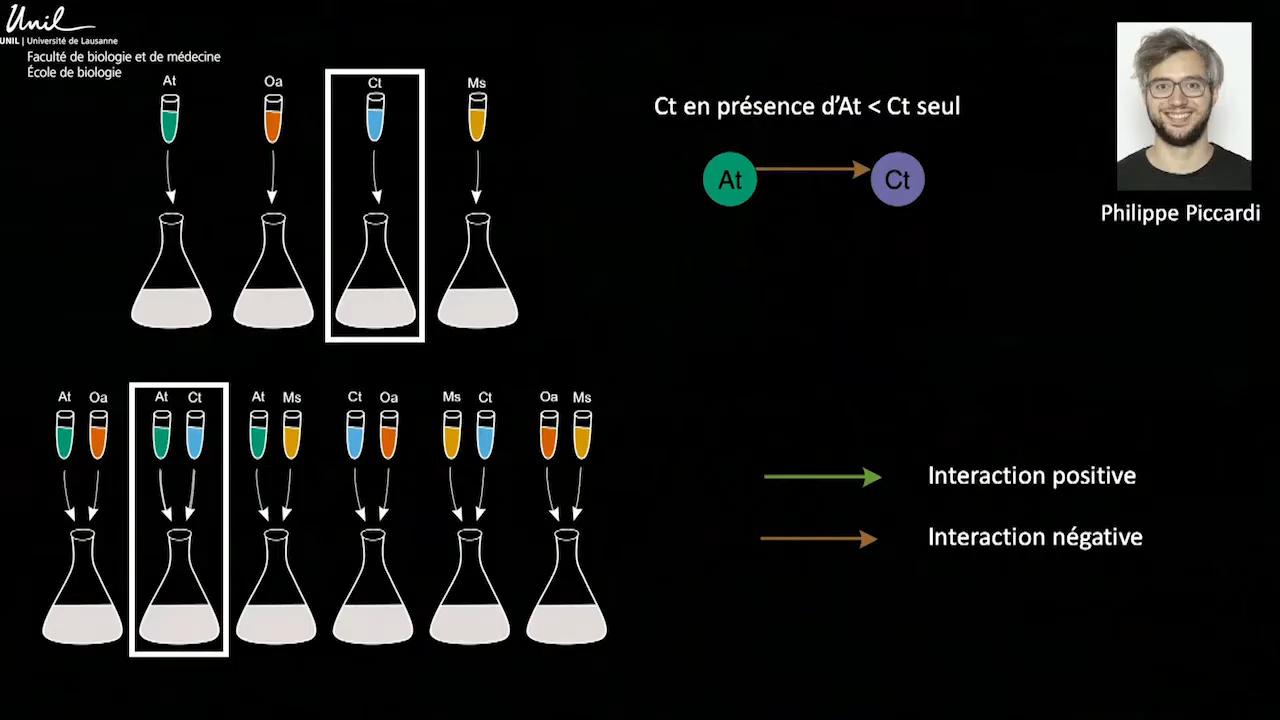 Unil
UNIL | Université de Lausanne
Faculté de biologie et de médecine
École de biologie
At
Oa
Ct
Ms
Ct en présence d'At < Ct seul
At
Ct
Philippe Piccardi
At Oa
At Ct
At Ms
Ct Oa
Ms Ct
Oa Ms
Interaction positive
Interaction négative